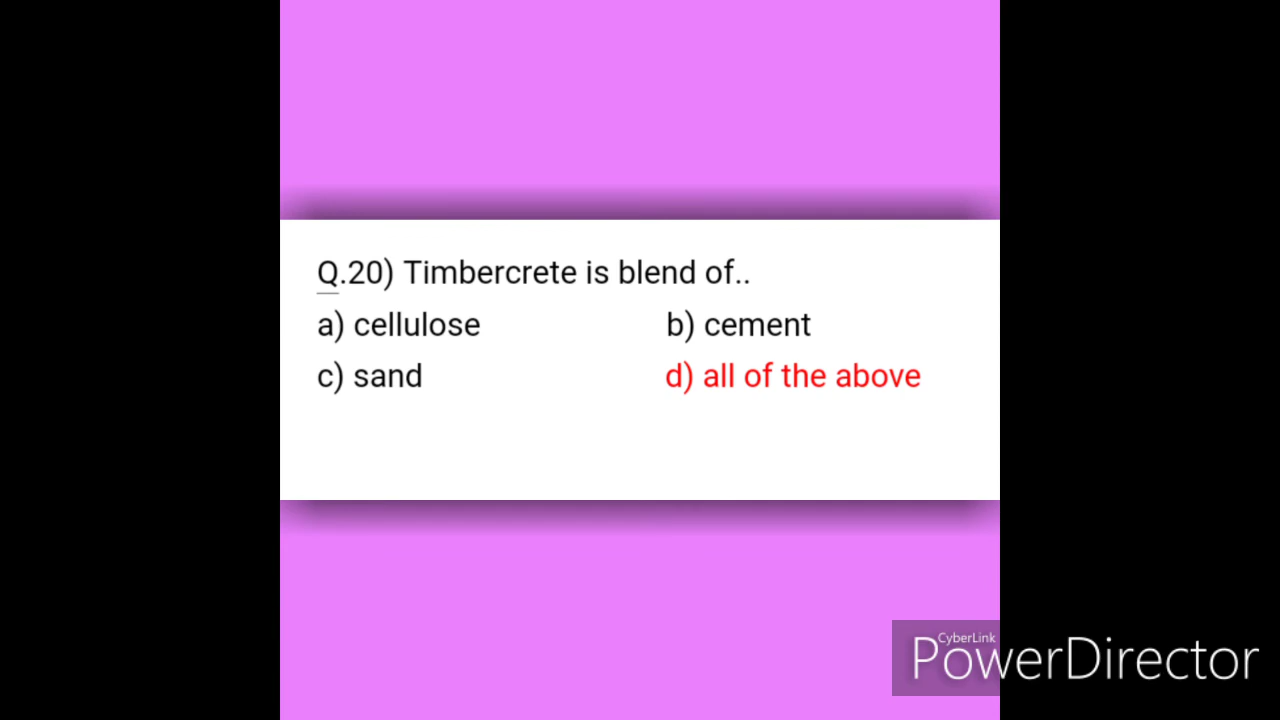 Q.20) Timbercrete is blend of..
a) cellulose b) cement
c) sand d) all of the above
CyberLink
PowerDirector